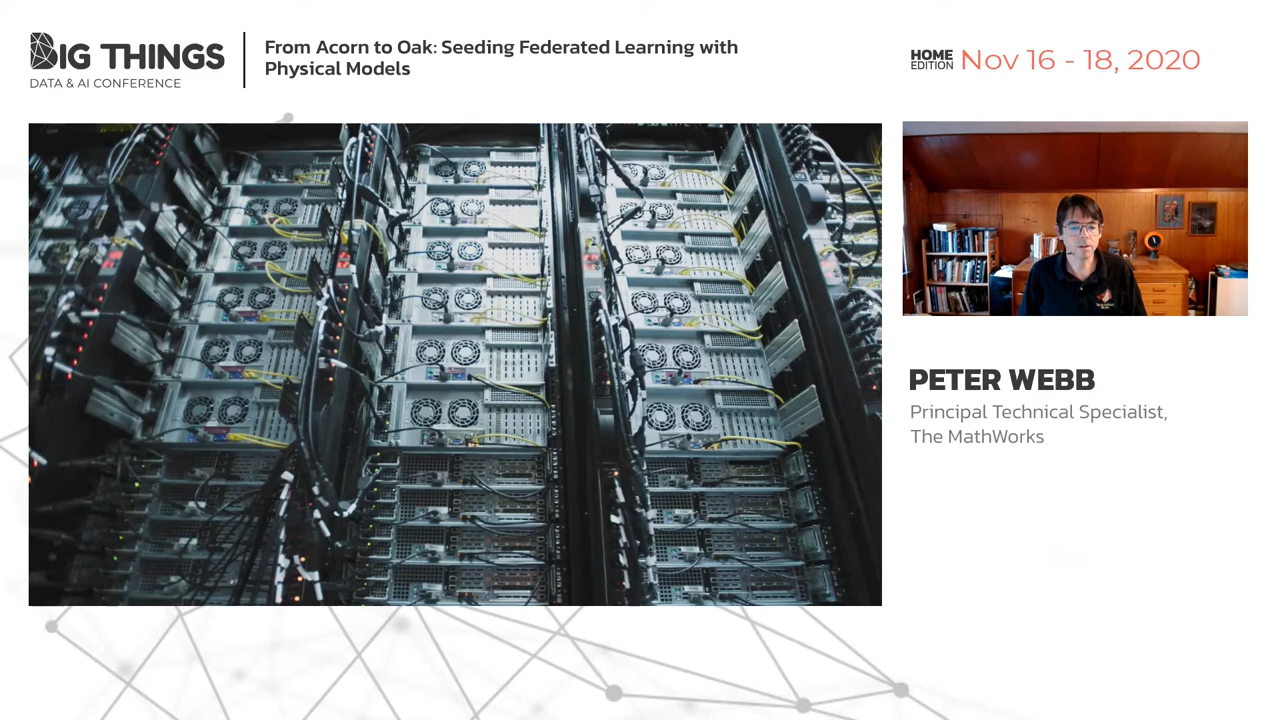 BIG THINGS
DATA & AI CONFERENCE
From Acorn to Oak: Seeding Federated Learning with
Physical Models
HOME
EDITION
Nov 16 - 18, 2020
PETER WEBB
Principal Technical Specialist,
The MathWorks